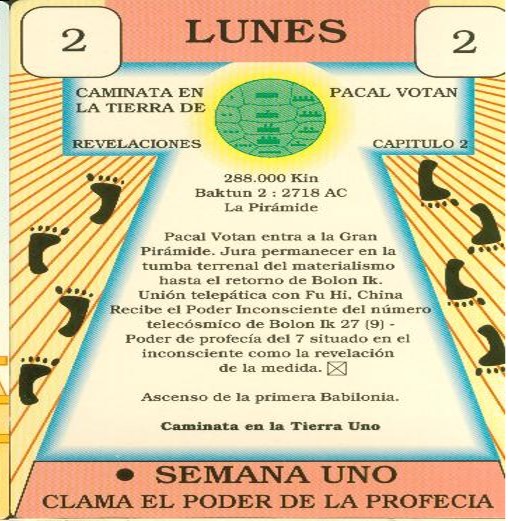 2
LUNES
2
CAMINATA EN
LA TIERRA DE
PACAL VOTAN
REVELACIONES
CAPITULO 2
288.000 Kin
Baktun 2 : 2718 AC
La Pirámide
Pacal Votan entra a la Gran
Pirámide. Jura permanecer en la
tumba terrenal del materialismo
hasta el retorno de Bolon Ik.
Unión telepática con Fu Hi, China
Recibe el Poder Inconsciente del número
telecósmico de Bolon Ik 27 (9) -
Poder de profecía del 7 situado en el
inconsciente como la revelación
de la medida.
Ascenso de la primera Babilonia.
Caminata en la Tierra Uno
• SEMANA UNO
CLAMA EL PODER DE LA PROFECIA